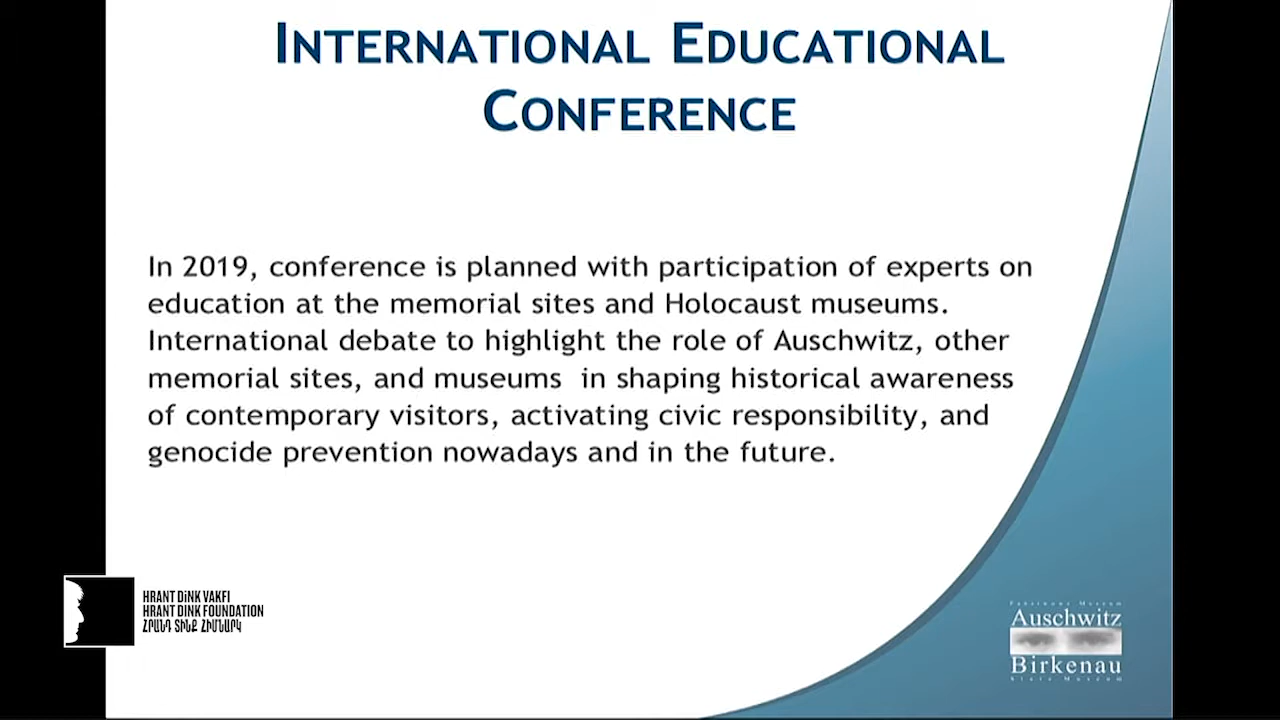 INTERNATIONAL EDUCATIONAL
CONFERENCE
In 2019, conference is planned with participation of experts on
education at the memorial sites and Holocaust museums.
International debate to highlight the role of Auschwitz, other
memorial sites, and museums in shaping historical awareness
of contemporary visitors, activating civic responsibility, and
genocide prevention nowadays and in the future.
HRANT DiNK VAKFI
HRANT DINK FOUNDATION
ՀՐԱՆԴ ՏԻՆՔ ՀԻՄՆԱՐԿ
Auschwitz
Birkenau